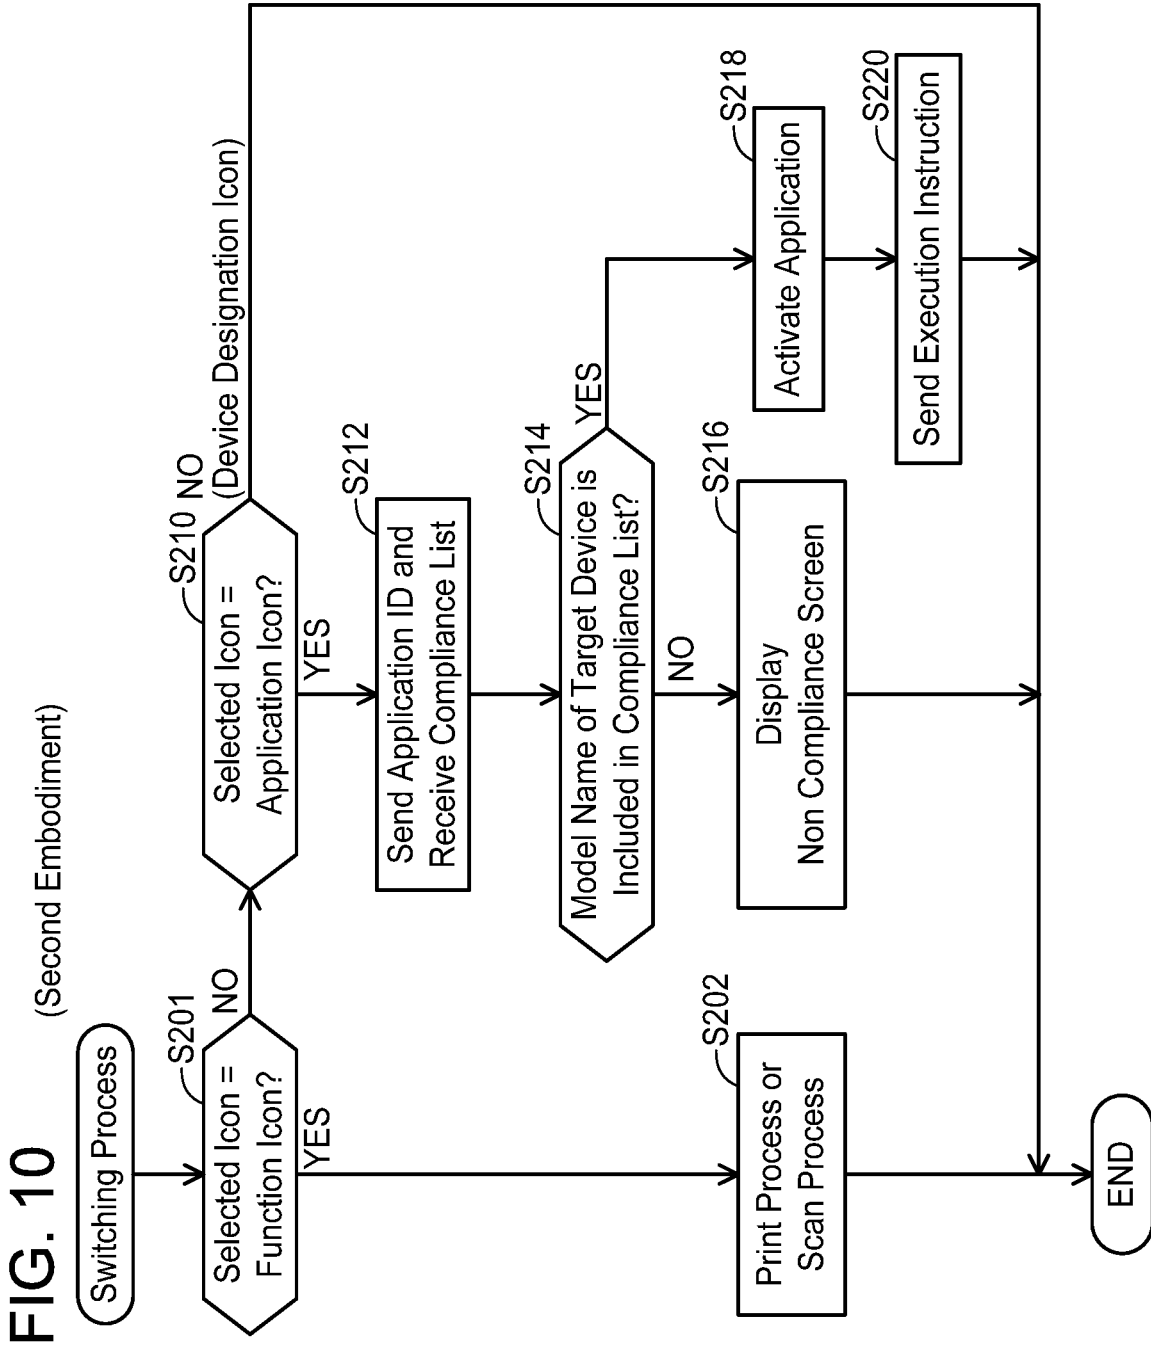 FIG. 10
(Second Embodiment)
Switching Process
S201
Selected Icon =
Function Icon?
NO
YES
S202
Print Process or
Scan Process
S210
Selected Icon =
Application Icon?
NO
(Device Designation Icon)
YES
S212
Send Application ID and
Receive Compliance List
S214
Model Name of Target Device is
Included in Compliance List?
YES
NO
S216
Display
Non Compliance Screen
S218
Activate Application
S220
Send Execution Instruction
END